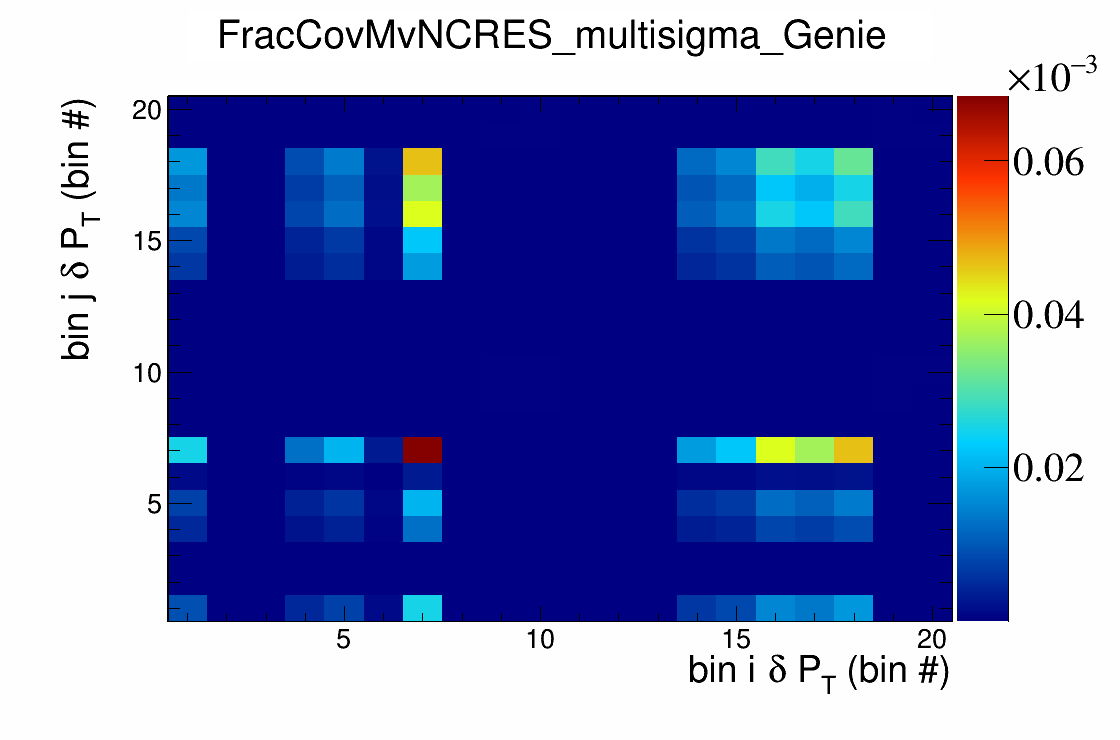 FracCovMvNCRES_multisigma_Genie
×10⁻³
bin j δ P_T (bin #)
20
15
10
5
0.06
0.04
0.02
5 10 15 20
bin i δ P_T (bin #)